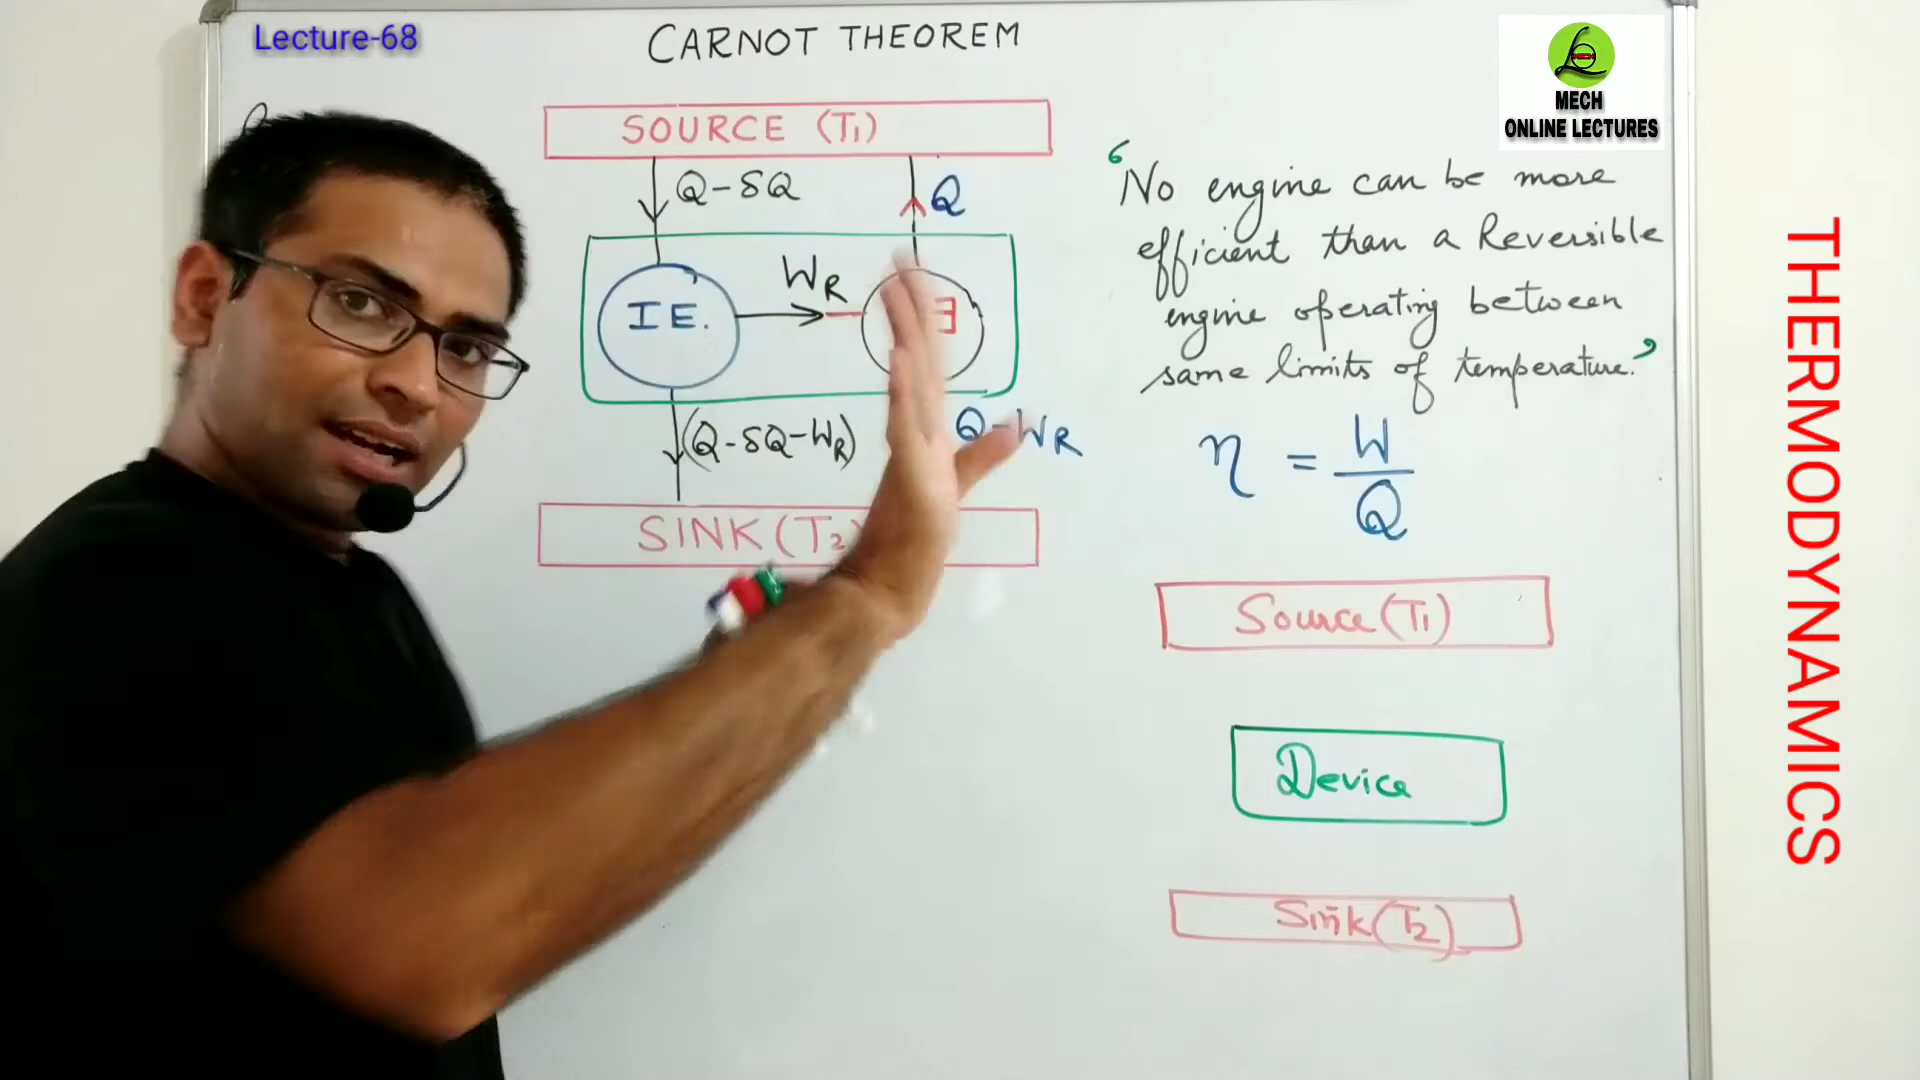 Lecture-68
CARNOT THEOREM
MECH
ONLINE LECTURES
SOURCE (T1)
Q-δQ
Q
I E.
WR
E
(Q-δQ-WR)
Q-WR
SINK (T2)
‘No engine can be more
efficient than a Reversible
engine operating between
same limits of temperature.’
η = W
Q
Source (T1)
Device
Sink (T2)
THERMODYNAMICS